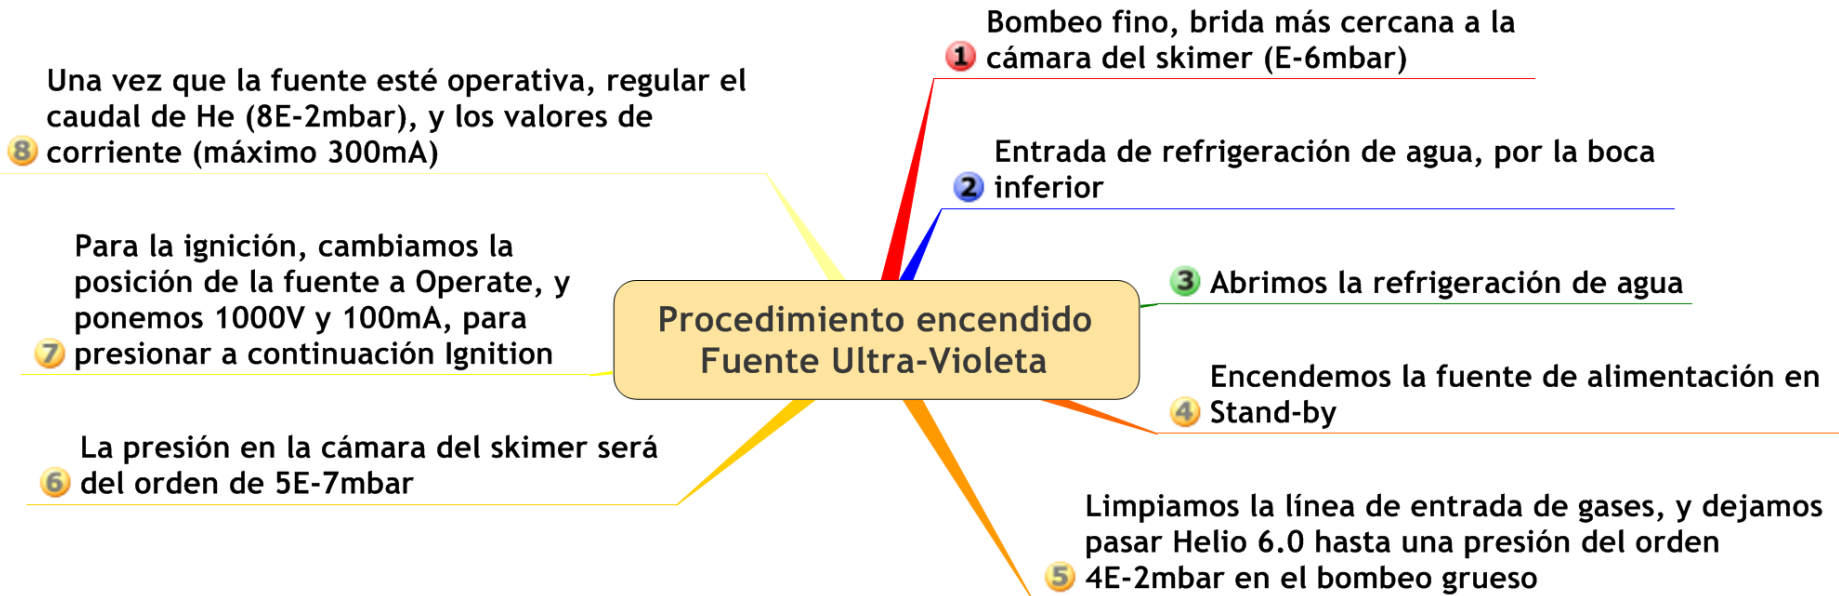 Procedimiento encendido
Fuente Ultra-Violeta
1
Bombeo fino, brida más cercana a la
cámara del skimer (E-6mbar)
2
Entrada de refrigeración de agua, por la boca
inferior
3 Abrimos la refrigeración de agua
4
Encendemos la fuente de alimentación en
Stand-by
5
Limpiamos la línea de entrada de gases, y dejamos
pasar Helio 6.0 hasta una presión del orden
4E-2mbar en el bombeo grueso
6
La presión en la cámara del skimer será
del orden de 5E-7mbar
7
Para la ignición, cambiamos la
posición de la fuente a Operate, y
ponemos 1000V y 100mA, para
presionar a continuación Ignition
8
Una vez que la fuente esté operativa, regular el
caudal de He (8E-2mbar), y los valores de
corriente (máximo 300mA)